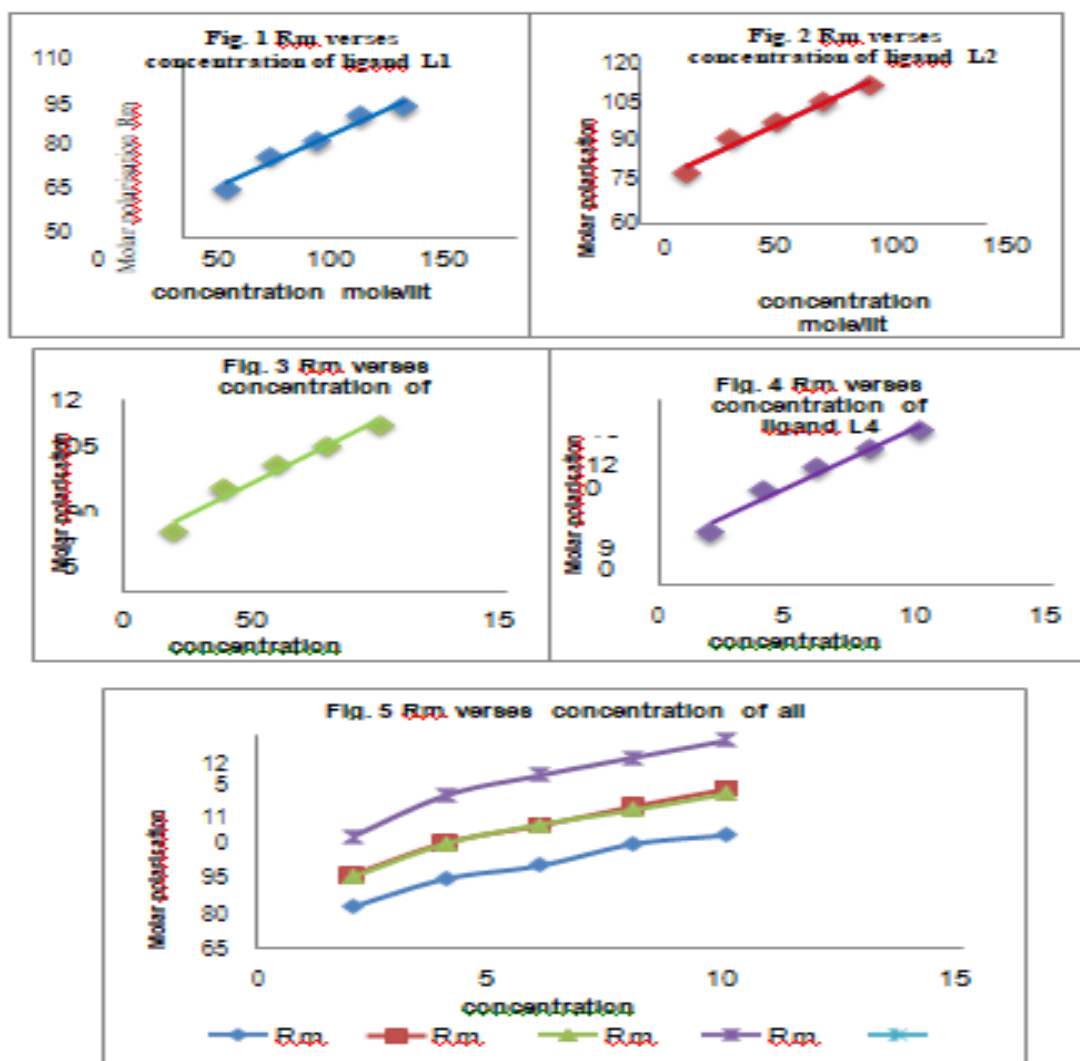 Fig. 1 Rm. verses
concentration of ligand L1
110
95
80
65
50
Molar polarisation Rm
0 50 100 150
concentration mole/lit
Fig. 2 Rm. verses
concentration of ligand L2
120
105
90
75
60
Molar polarisation
0 50 100 150
concentration
mole/lit
Fig. 3 Rm. verses
concentration of
12
05
90
5
Molar polarisation
0 50 15
concentration
Fig. 4 Rm. verses
concentration of
ligand L4
12
0
9
0
Molar polarisation
0 5 10 15
concentration
Fig. 5 Rm. verses concentration of all
12
5
11
0
95
80
65
Molar polarisation
0 5 10 15
concentration
Rm. Rm. Rm. Rm.